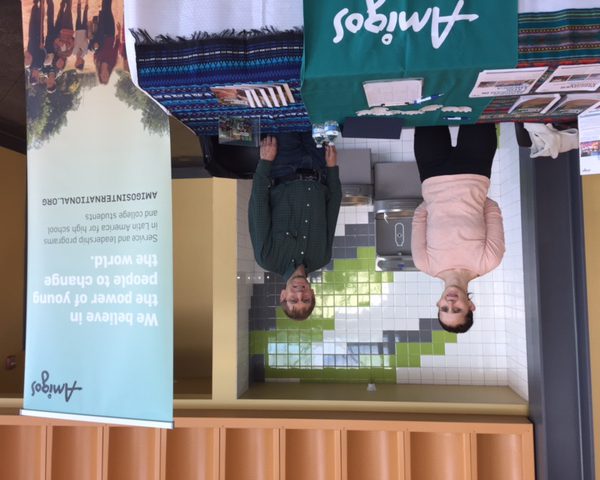 Amigos
We believe in
the power of young
people to change
the world.
Service and leadership programs
in Latin America for high school
and college students
AMIGOSINTERNATIONAL.ORG
Amigos